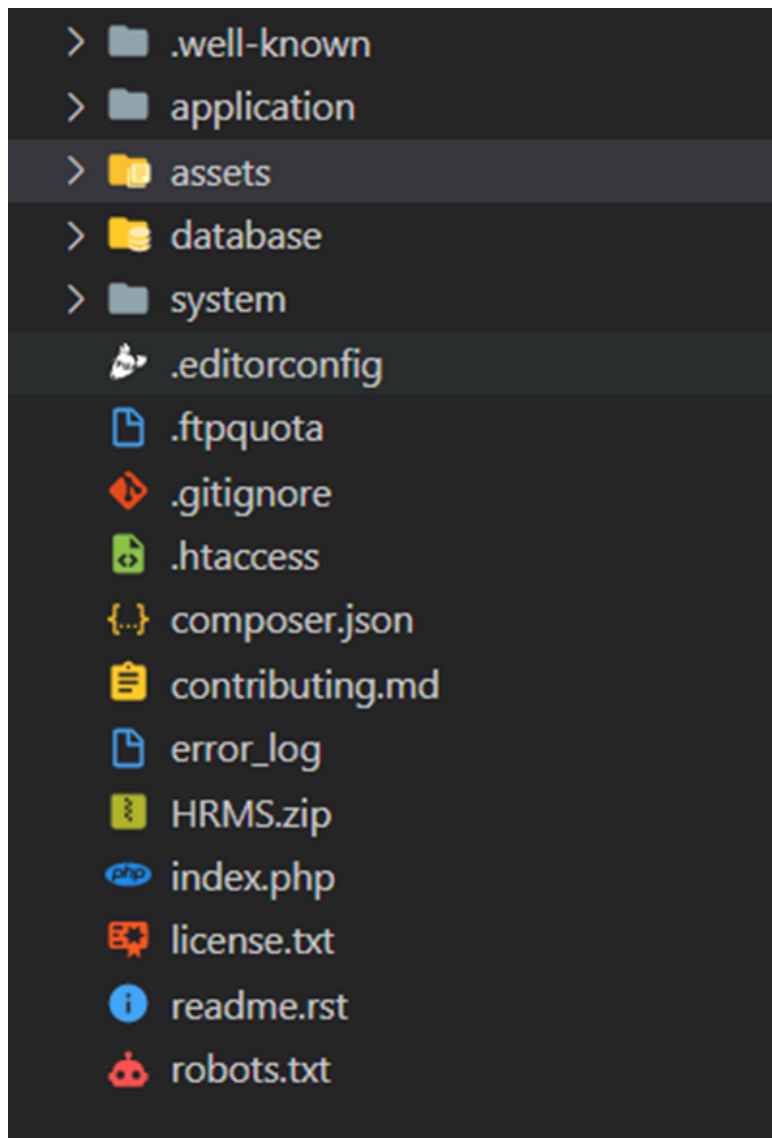 .well-known
application
assets
database
system
.editorconfig
.ftpquota
.gitignore
.htaccess
composer.json
contributing.md
error_log
HRMS.zip
index.php
license.txt
readme.rst
robots.txt